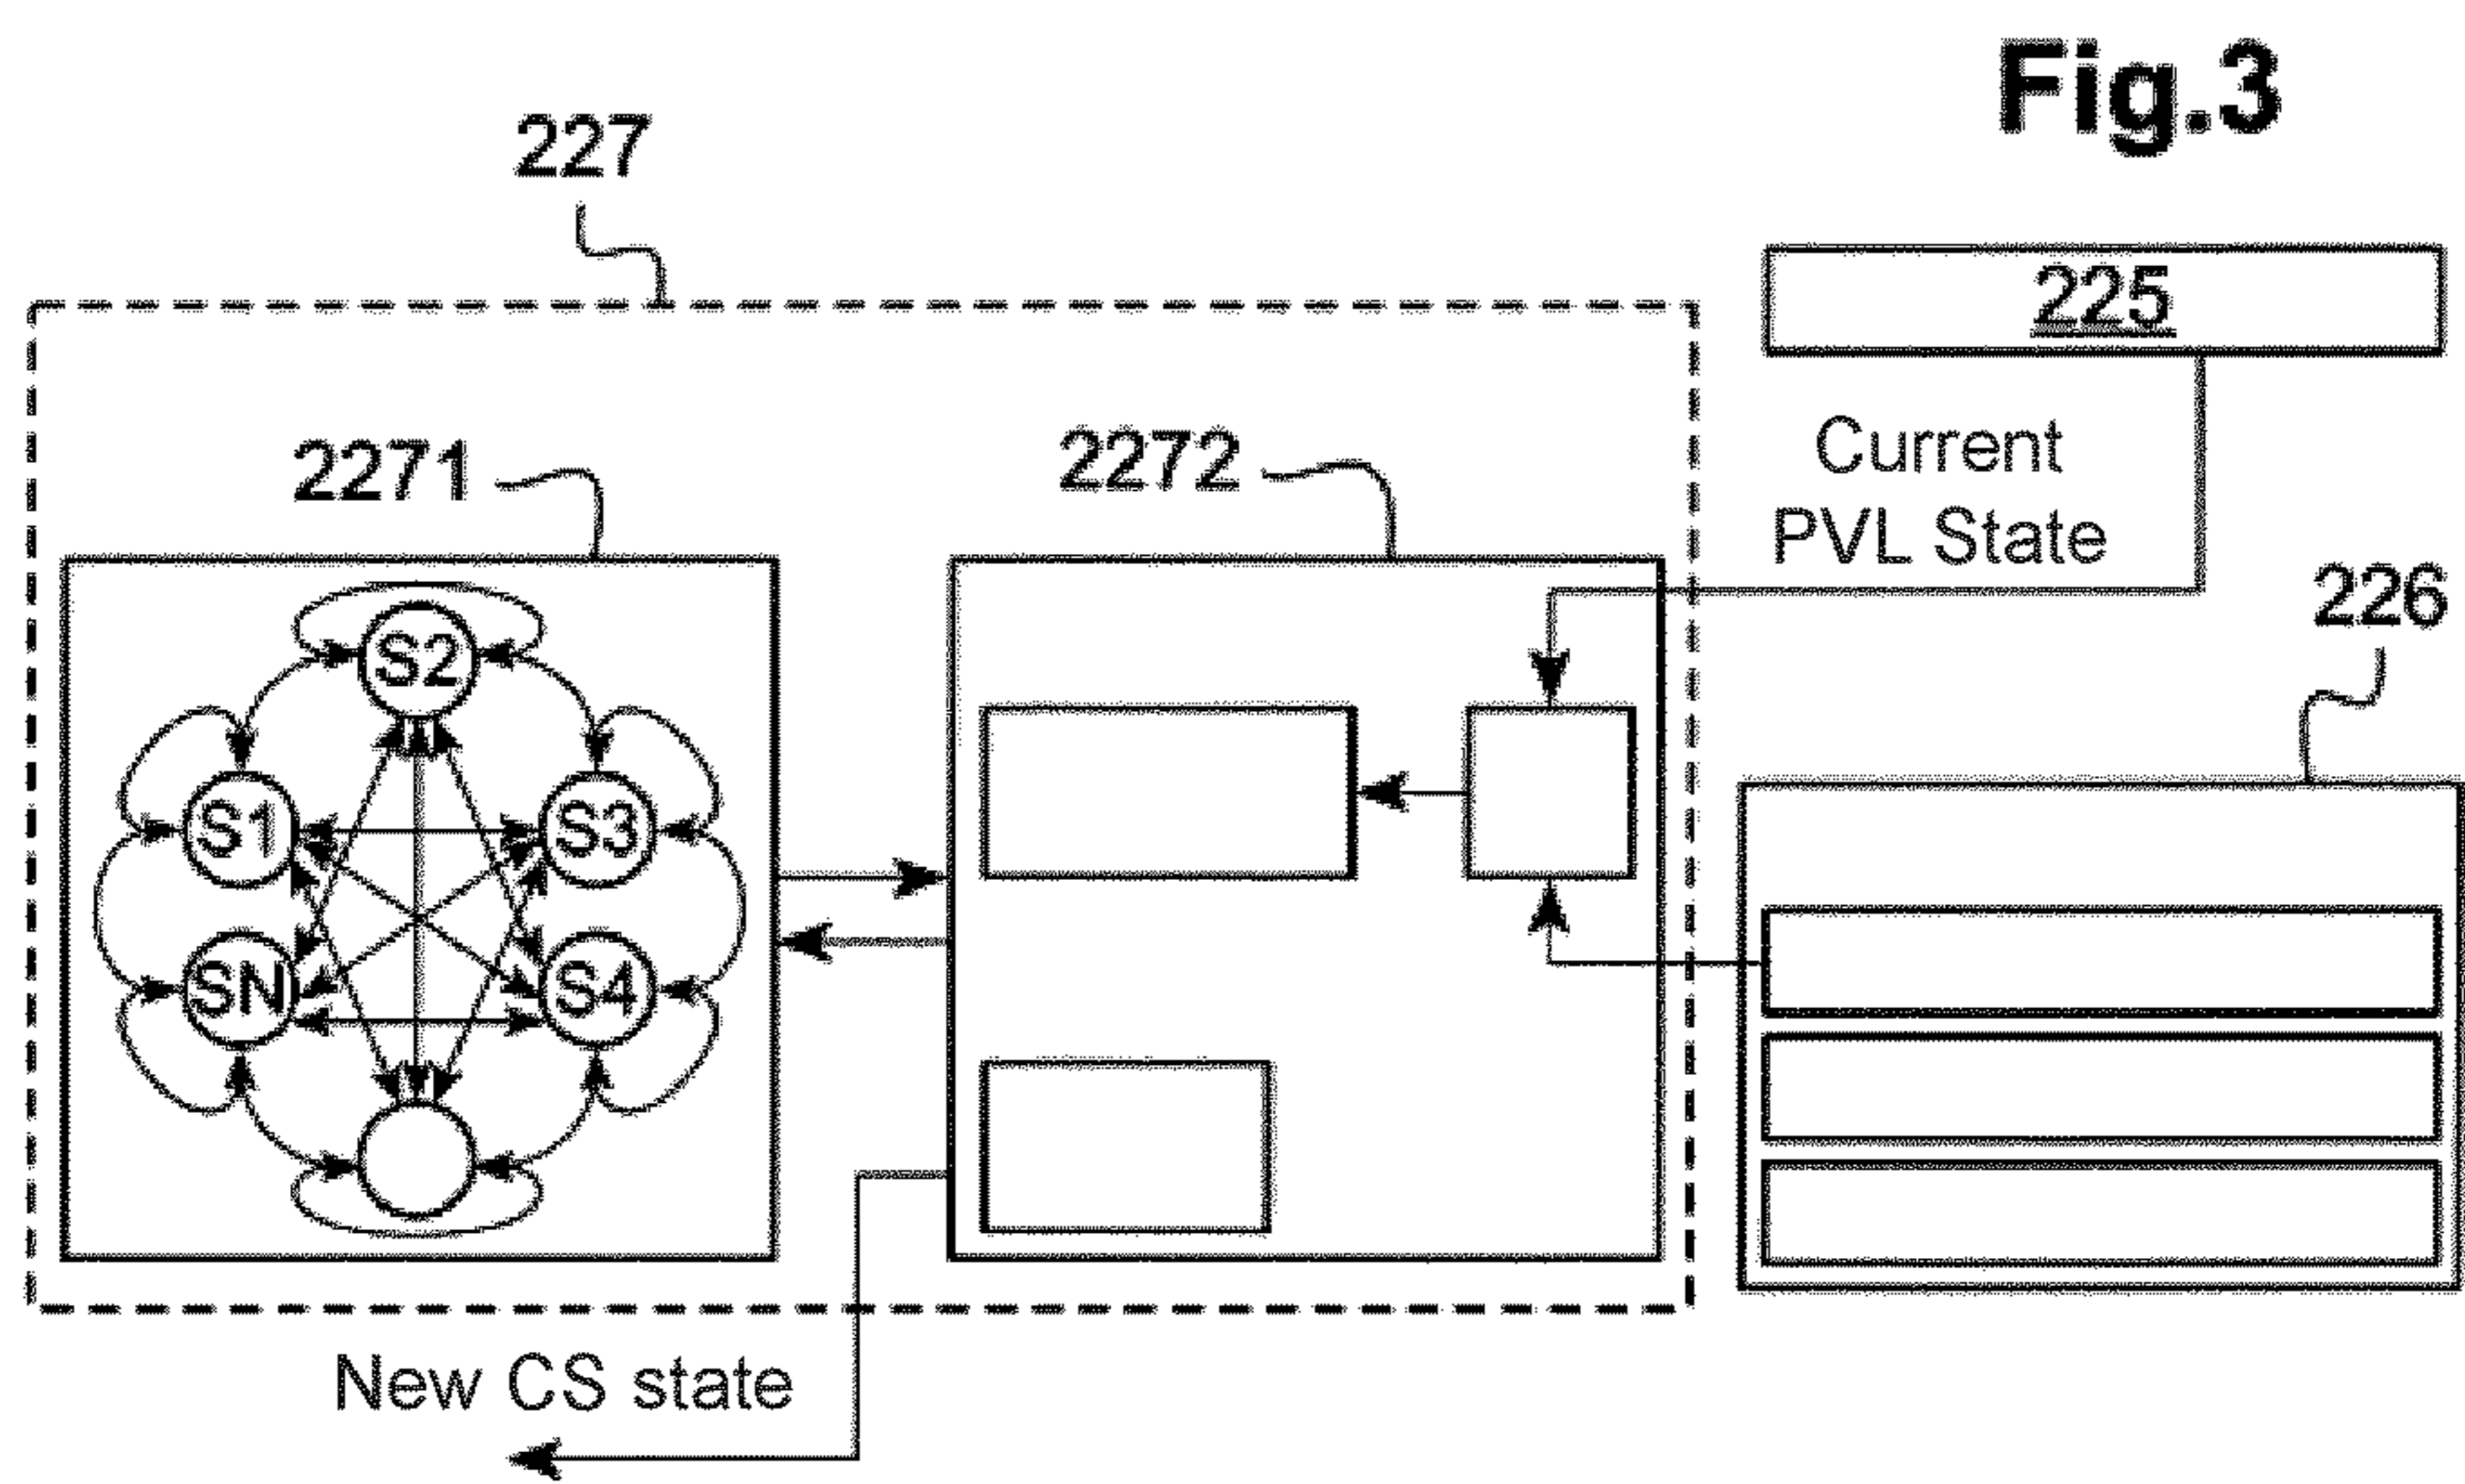 Fig.3
227
225
2271
2272
Current
PVL State
226
S2
S1
S3
SN
S4
New CS state